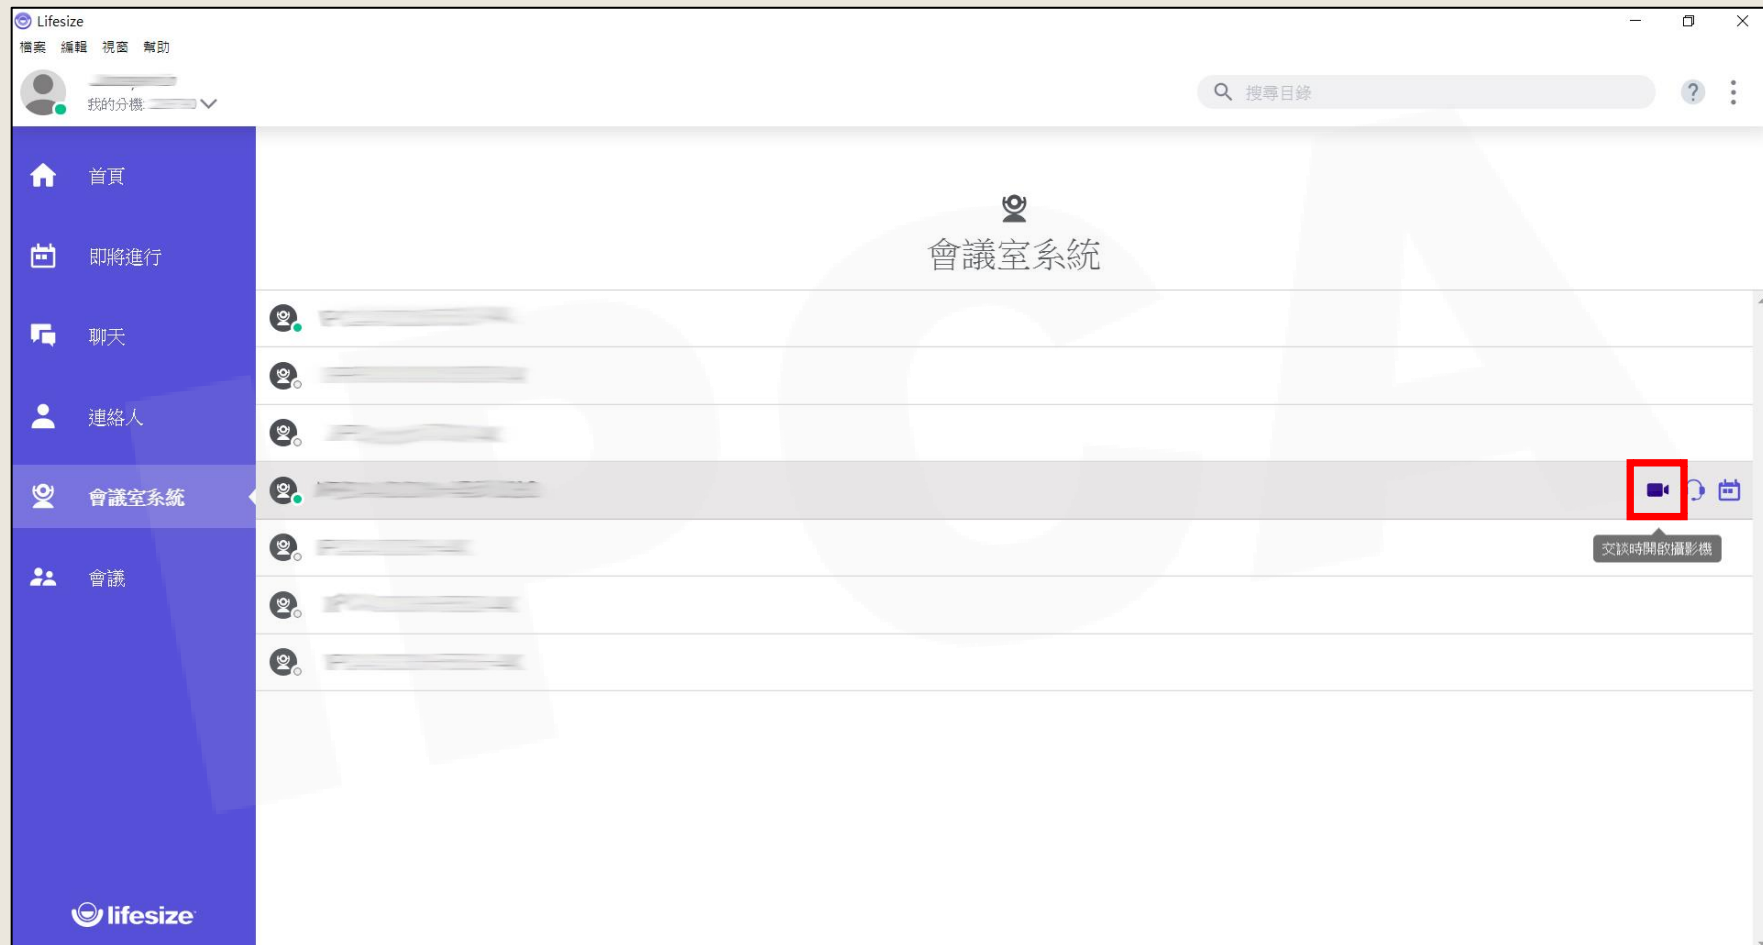 Lifesize
檔案 編輯 視窗 幫助
我的分機:
搜尋目錄
?
首頁
即將進行
聊天
連絡人
會議室系統
會議
會議室系統
交談時開啟攝影機
lifesize
IPCA